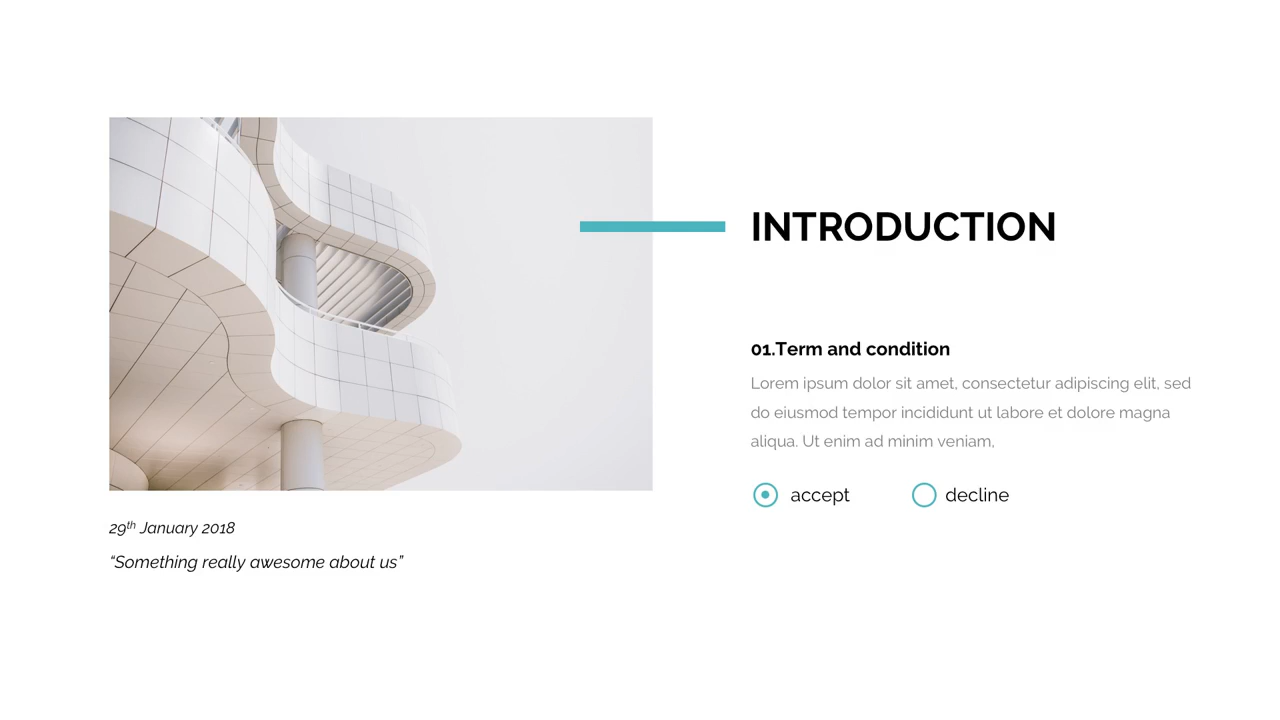 INTRODUCTION
01.Term and condition
Lorem ipsum dolor sit amet, consectetur adipiscing elit, sed
do eiusmod tempor incididunt ut labore et dolore magna
aliqua. Ut enim ad minim veniam,
accept decline
29th January 2018
“Something really awesome about us”